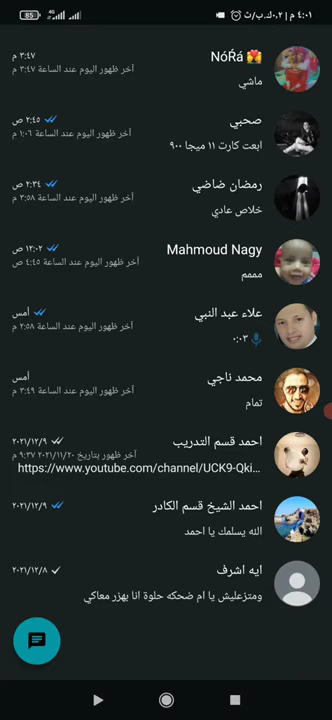 ٤:٠١ م | ٠.٢ك.ب/ث
4G
85
NóŔá
٣:٤٧ م
آخر ظهور اليوم عند الساعة ٣:٤٧ م
ماشي
صحبي
٢:٤٥ ص
آخر ظهور اليوم عند الساعة ١:٠٦ م
ابعت كارت ١١ ميجا ٩٠٠
رمضان ضاضي
٢:٣٤ ص
آخر ظهور اليوم عند الساعة ٣:٥٨ م
خلاص عادي
Mahmoud Nagy
١٢:٠٢ ص
آخر ظهور اليوم عند الساعة ٤:٤٥ ص
مممم
علاء عبد النبي
أمس
آخر ظهور اليوم عند الساعة ٢:٥٨ م
٠:٠٣
محمد ناجي
أمس
آخر ظهور اليوم عند الساعة ٣:٤٩ م
تمام
احمد قسم التدريب
٢٠٢١/١٢/٩
آخر ظهور بتاريخ ٢٠٢١/١١/٢٠ ٩:٣٧ م
https://www.youtube.com/channel/UCK9-Qki...
احمد الشيخ قسم الكادر
٢٠٢١/١٢/٩
الله يسلمك يا احمد
ايه اشرف
٢٠٢١/١٢/٨
ومتزعليش يا ام ضحكه حلوة انا بهزر معاكي